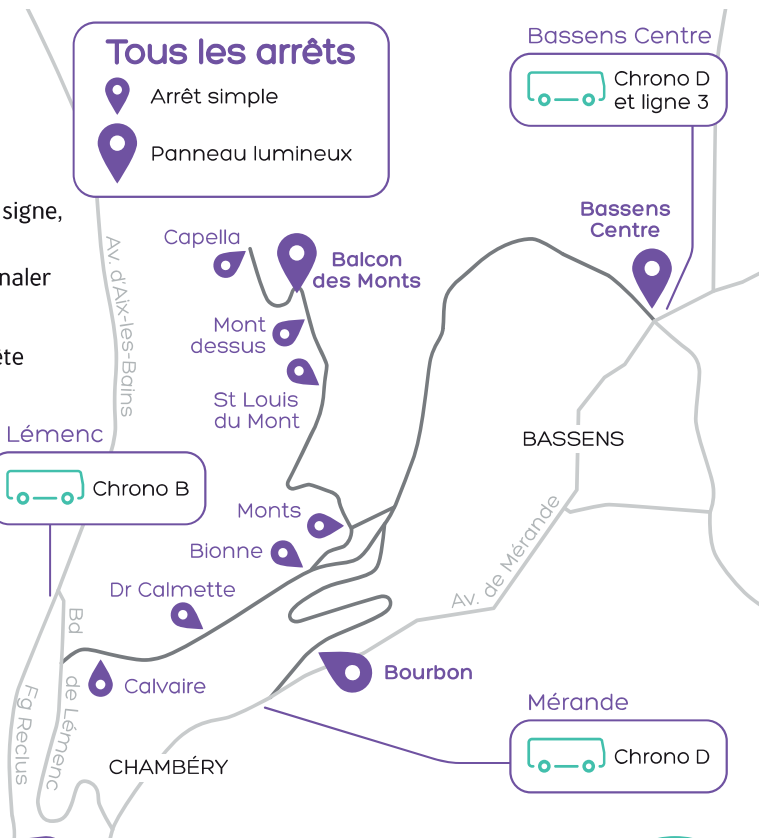 Tous les arrêts
Arrêt simple
Panneau lumineux
Bassens Centre
Chrono D
et ligne 3
signe,
naler
Bassens
Centre
Capella
Balcon
des Monts
Av. d'Aix-les-Bains
Mont
dessus
St Louis
du Mont
Lémenc
Chrono B
BASSENS
Monts
Bionne
Av. de Mérande
Dr Calmette
Bd
de Lémenc
Calvaire
Bourbon
Fg Reclus
Mérande
Chrono D
CHAMBÉRY